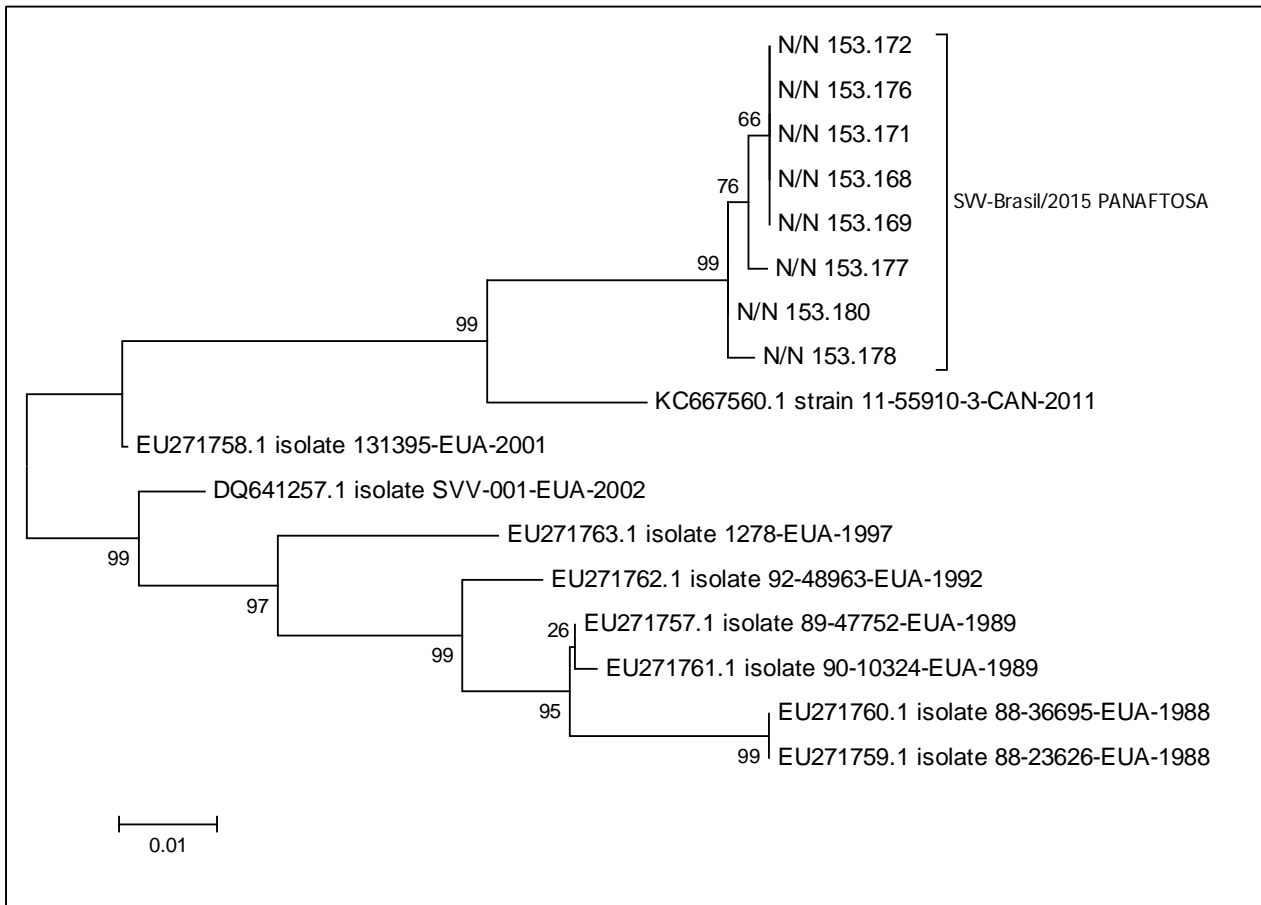 N/N 153.172
N/N 153.176
66
N/N 153.171
N/N 153.168
76
SVV-Brasil/2015 PANAFTOSA
N/N 153.169
99
N/N 153.177
N/N 153.180
99
N/N 153.178
KC667560.1 strain 11-55910-3-CAN-2011
EU271758.1 isolate 131395-EUA-2001
DQ641257.1 isolate SVV-001-EUA-2002
99
EU271763.1 isolate 1278-EUA-1997
97
EU271762.1 isolate 92-48963-EUA-1992
26
EU271757.1 isolate 89-47752-EUA-1989
99
EU271761.1 isolate 90-10324-EUA-1989
95
EU271760.1 isolate 88-36695-EUA-1988
99
EU271759.1 isolate 88-23626-EUA-1988
0.01